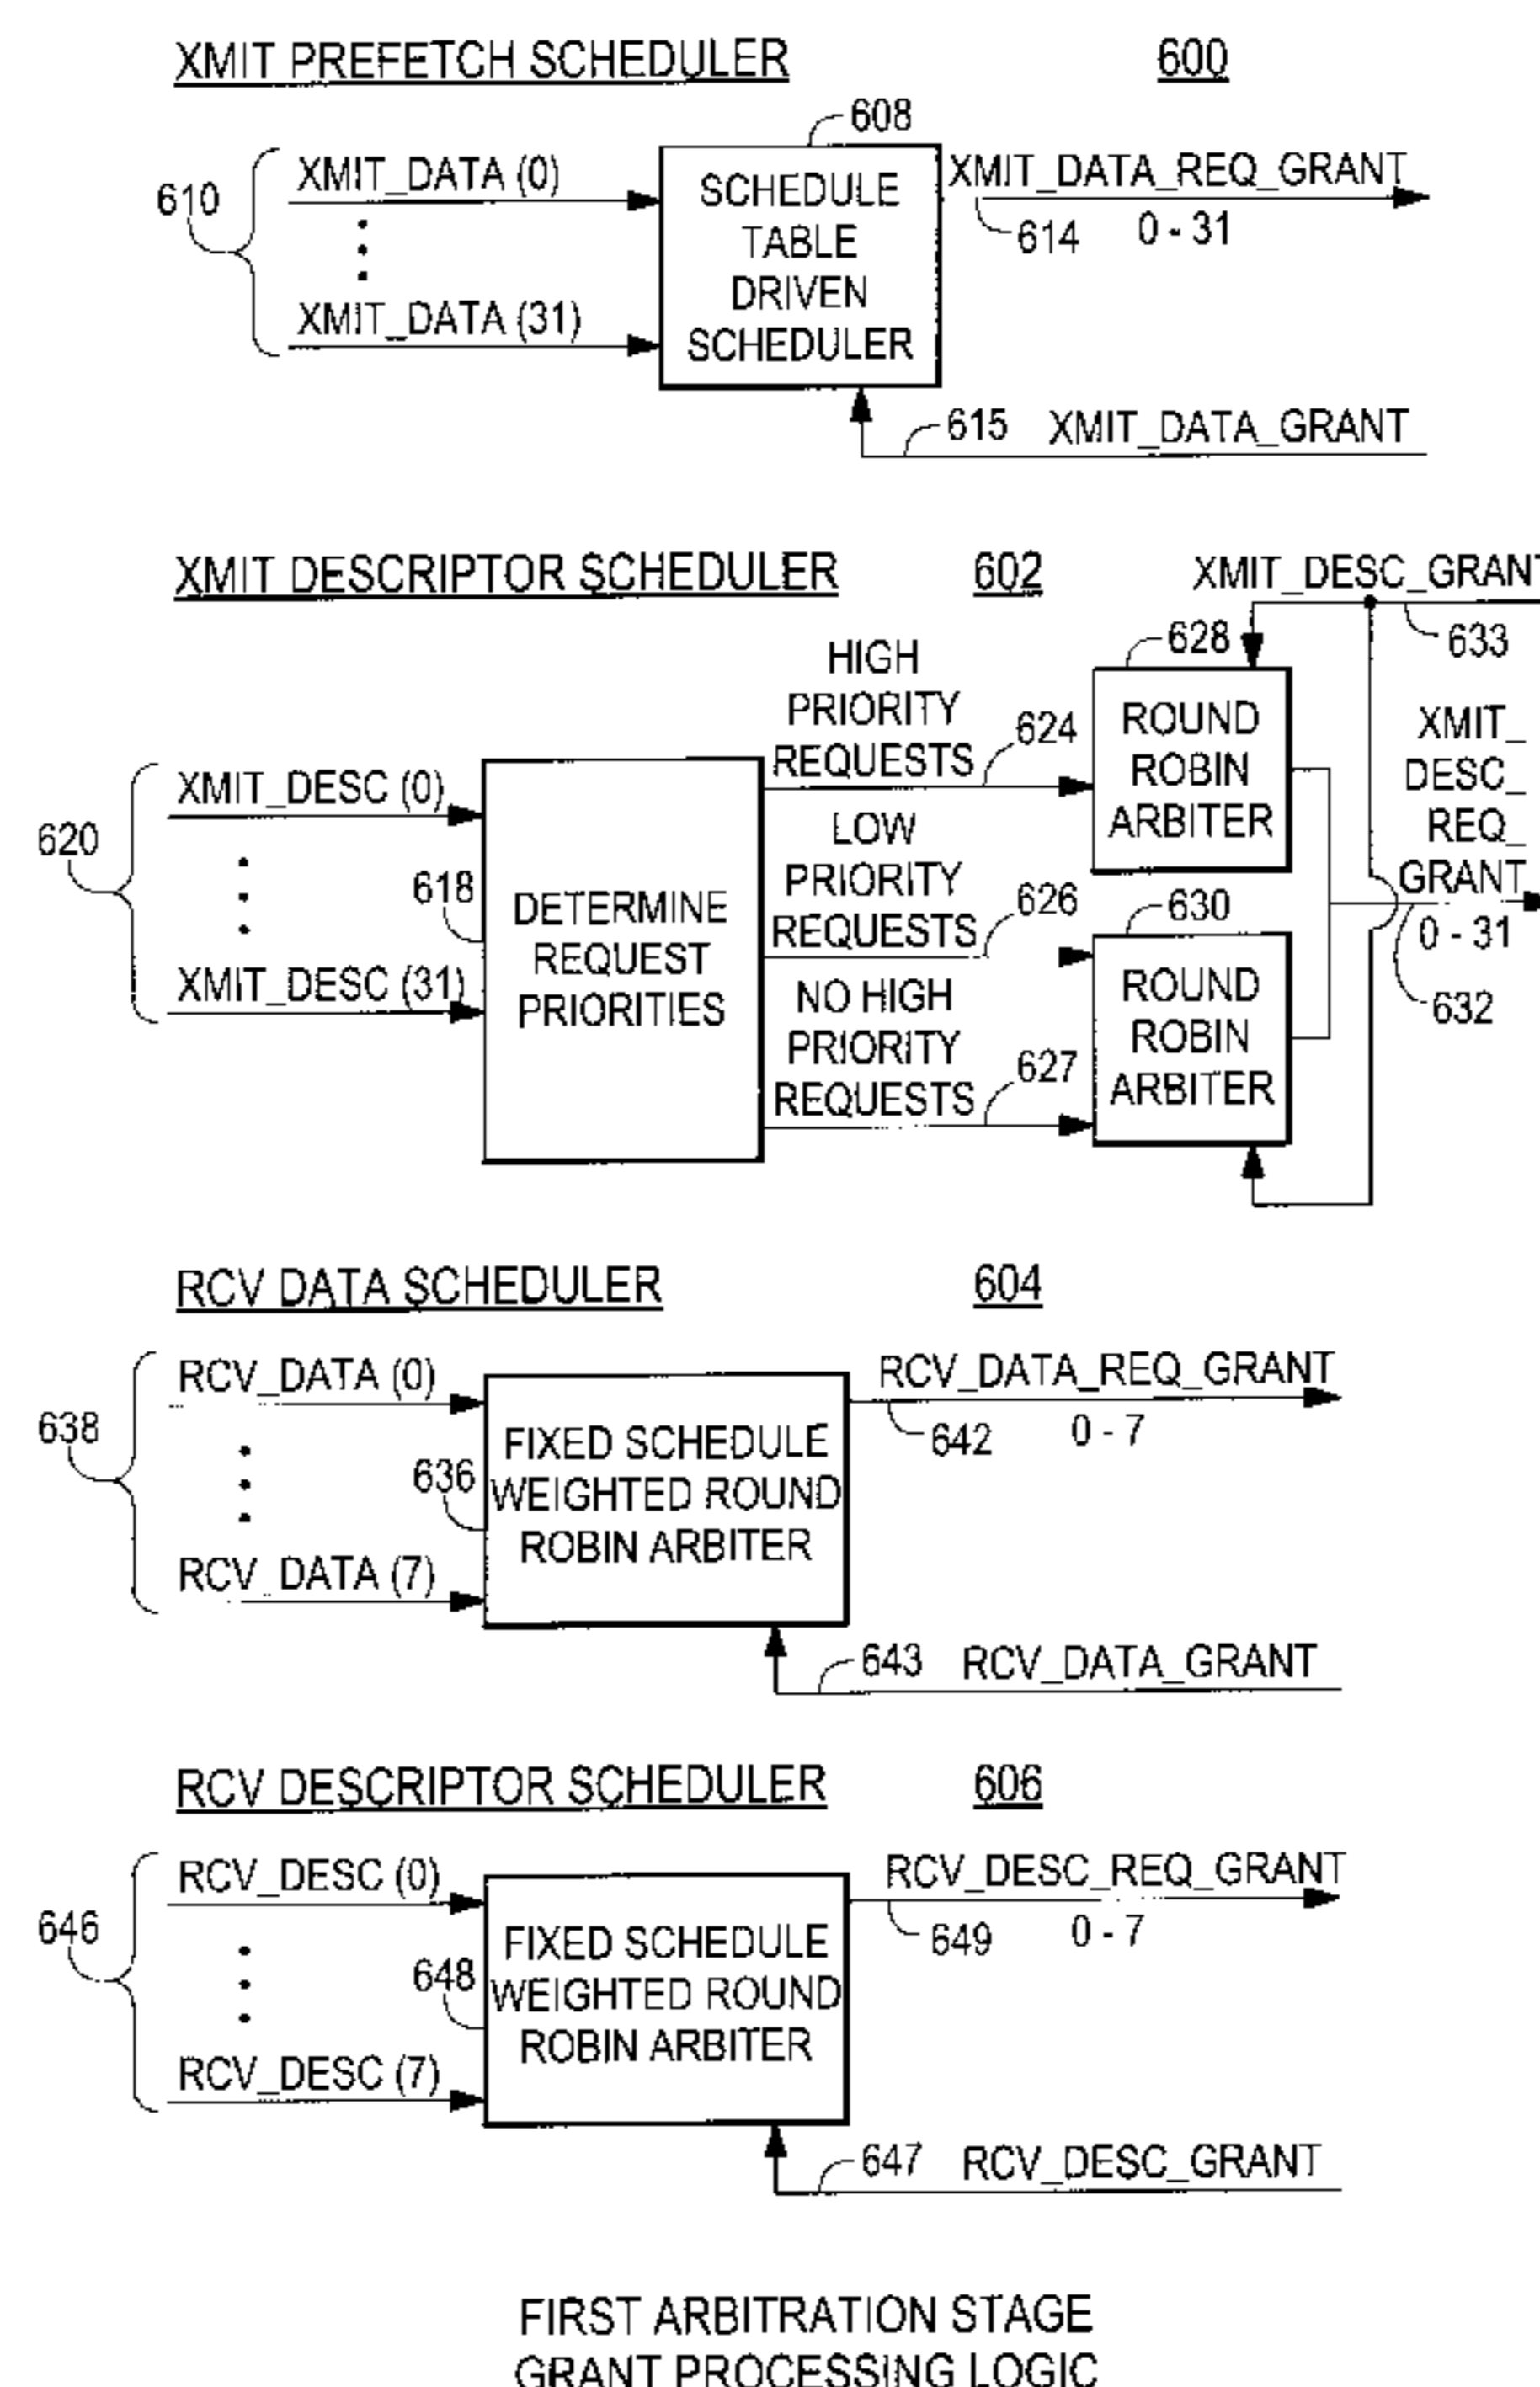 XMIT PREFETCH SCHEDULER 600
608
610
XMIT_DATA (0)
XMIT_DATA (31)
SCHEDULE
TABLE
DRIVEN
SCHEDULER
XMIT_DATA_REQ_GRANT
614 0 - 31
615 XMIT_DATA_GRANT
XMIT DESCRIPTOR SCHEDULER 602
XMIT_DESC_GRANT
633
620
XMIT_DESC (0)
XMIT_DESC (31)
618
DETERMINE
REQUEST
PRIORITIES
HIGH
PRIORITY
REQUESTS
624
LOW
PRIORITY
REQUESTS
626
NO HIGH
PRIORITY
REQUESTS
627
628
ROUND
ROBIN
ARBITER
630
ROUND
ROBIN
ARBITER
XMIT_
DESC_
REQ_
GRANT
0 - 31
632
RCV DATA SCHEDULER 604
638
RCV_DATA (0)
RCV_DATA (7)
636
FIXED SCHEDULE
WEIGHTED ROUND
ROBIN ARBITER
RCV_DATA_REQ_GRANT
642 0 - 7
643 RCV_DATA_GRANT
RCV DESCRIPTOR SCHEDULER 606
646
RCV_DESC (0)
RCV_DESC (7)
648
FIXED SCHEDULE
WEIGHTED ROUND
ROBIN ARBITER
RCV_DESC_REQ_GRANT
649 0 - 7
647 RCV_DESC_GRANT
FIRST ARBITRATION STAGE
GRANT PROCESSING LOGIC